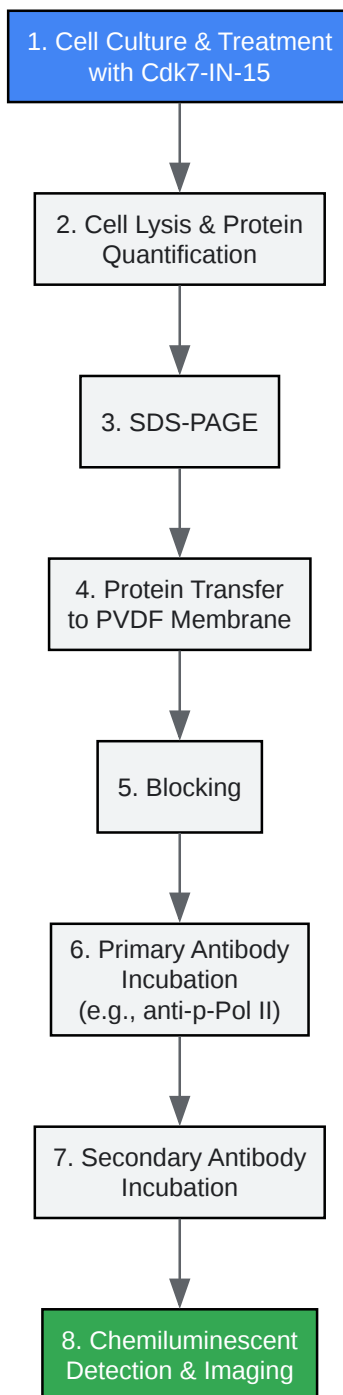 1. Cell Culture & Treatment
with Cdk7-IN-15
2. Cell Lysis & Protein
Quantification
3. SDS-PAGE
4. Protein Transfer
to PVDF Membrane
5. Blocking
6. Primary Antibody
Incubation
(e.g., anti-p-Pol II)
7. Secondary Antibody
Incubation
8. Chemiluminescent
Detection & Imaging